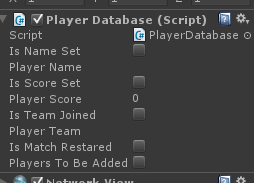 Player Database (Script)
Script PlayerDatabase
Is Name Set
Player Name
Is Score Set
Player Score 0
Is Team Joined
Player Team
Is Match Restared
Players To Be Added
Network View